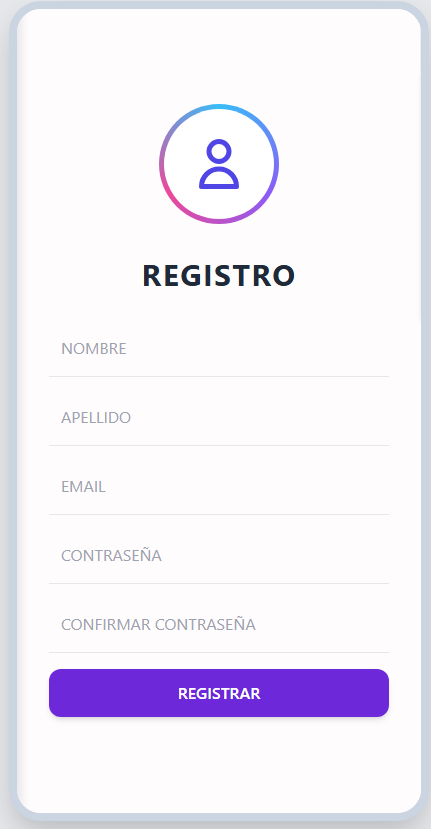 REGISTRO
NOMBRE
APELLIDO
EMAIL
CONTRASEÑA
CONFIRMAR CONTRASEÑA
REGISTRAR